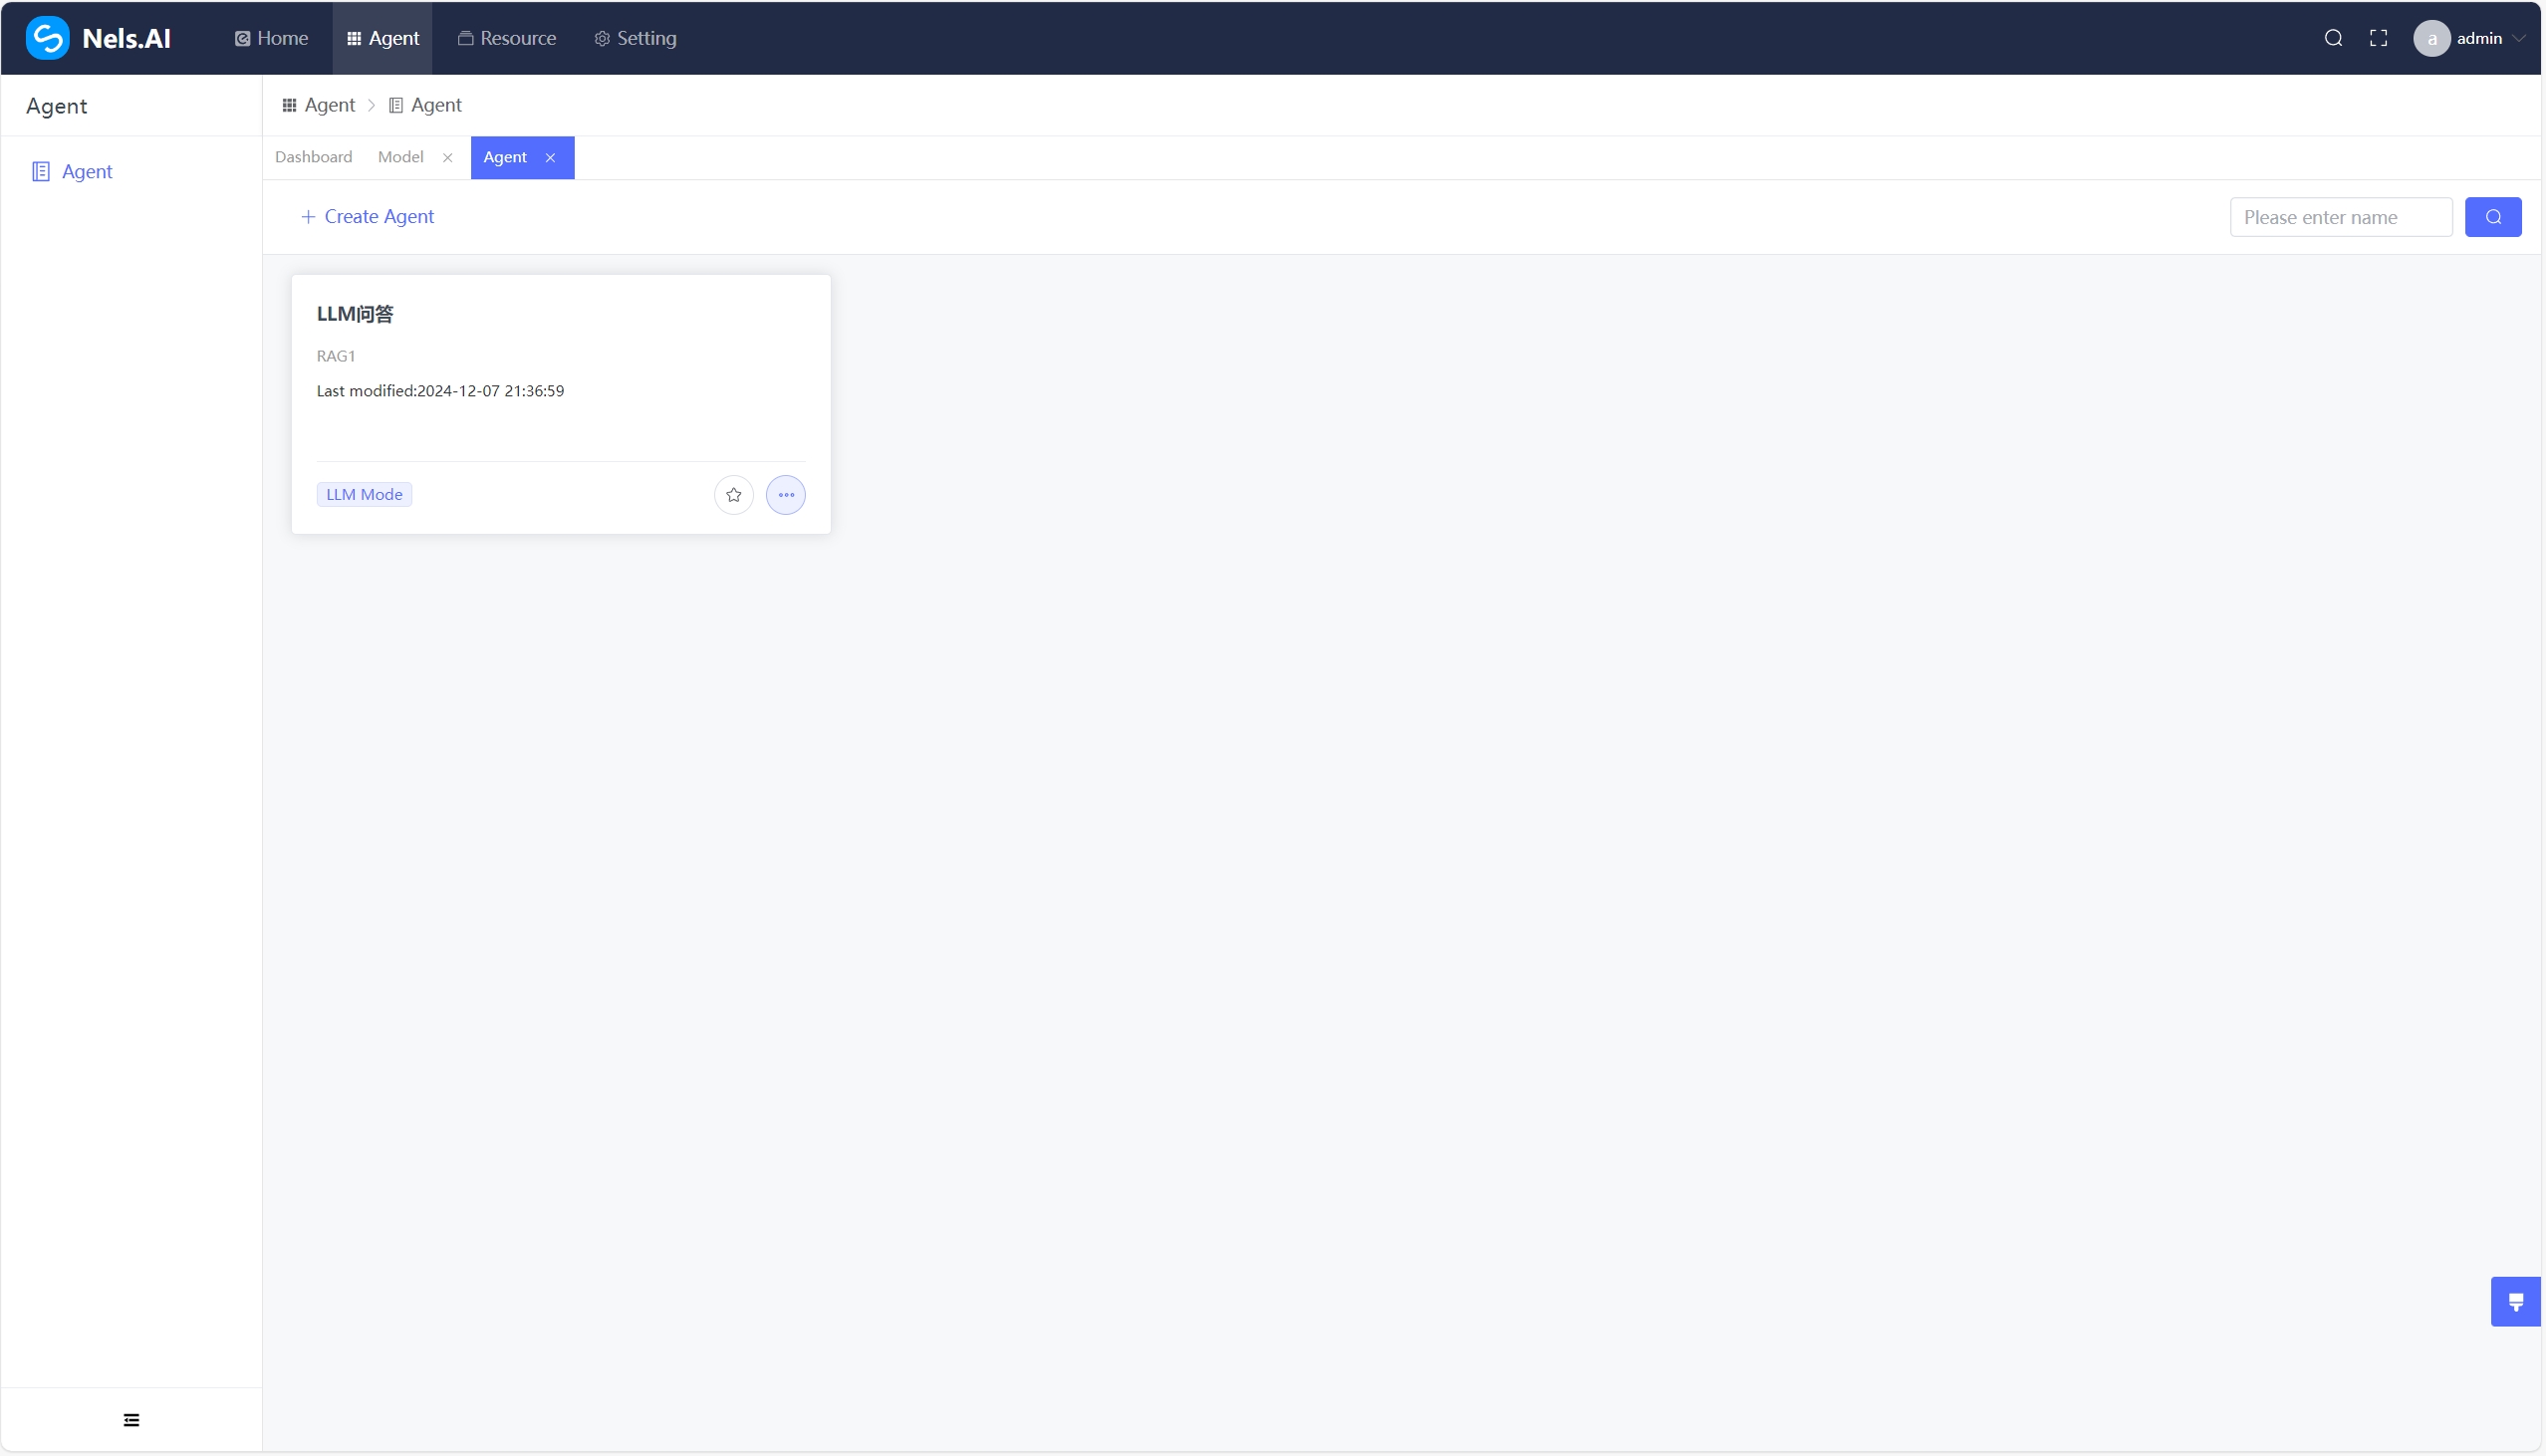 Nels.AI
Home
Agent
Resource
Setting
a
admin
Agent
Agent
Agent
Agent
Dashboard
Model
Agent
Create Agent
Please enter name
LLM问答
RAG1
Last modified:2024-12-07 21:36:59
LLM Mode